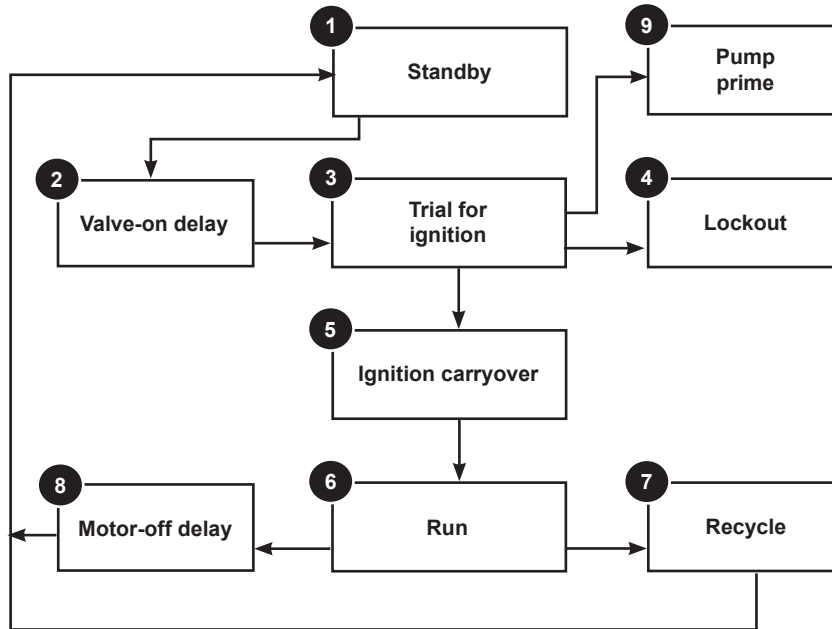 1
Standby
9
Pump
prime
2
Valve-on delay
3
Trial for
ignition
4
Lockout
5
Ignition carryover
8
Motor-off delay
6
Run
7
Recycle